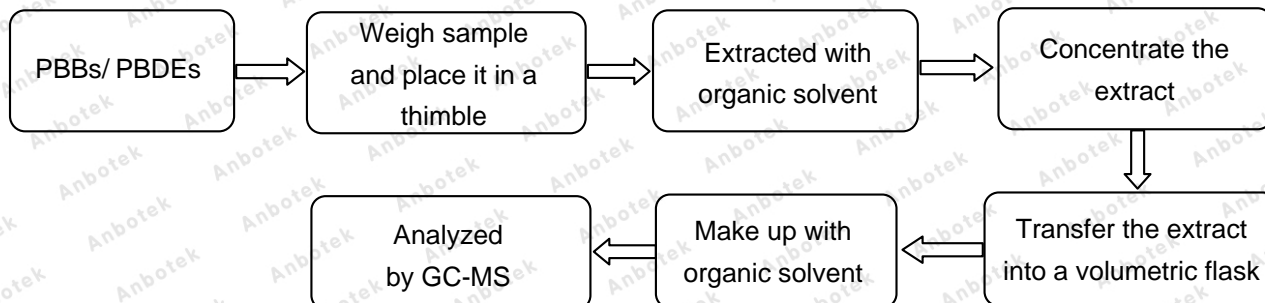 PBBs/ PBDEs
Weigh sample
and place it in a
thimble
Extracted with
organic solvent
Concentrate the
extract
Transfer the extract
into a volumetric flask
Make up with
organic solvent
Analyzed
by GC-MS
Anbotek